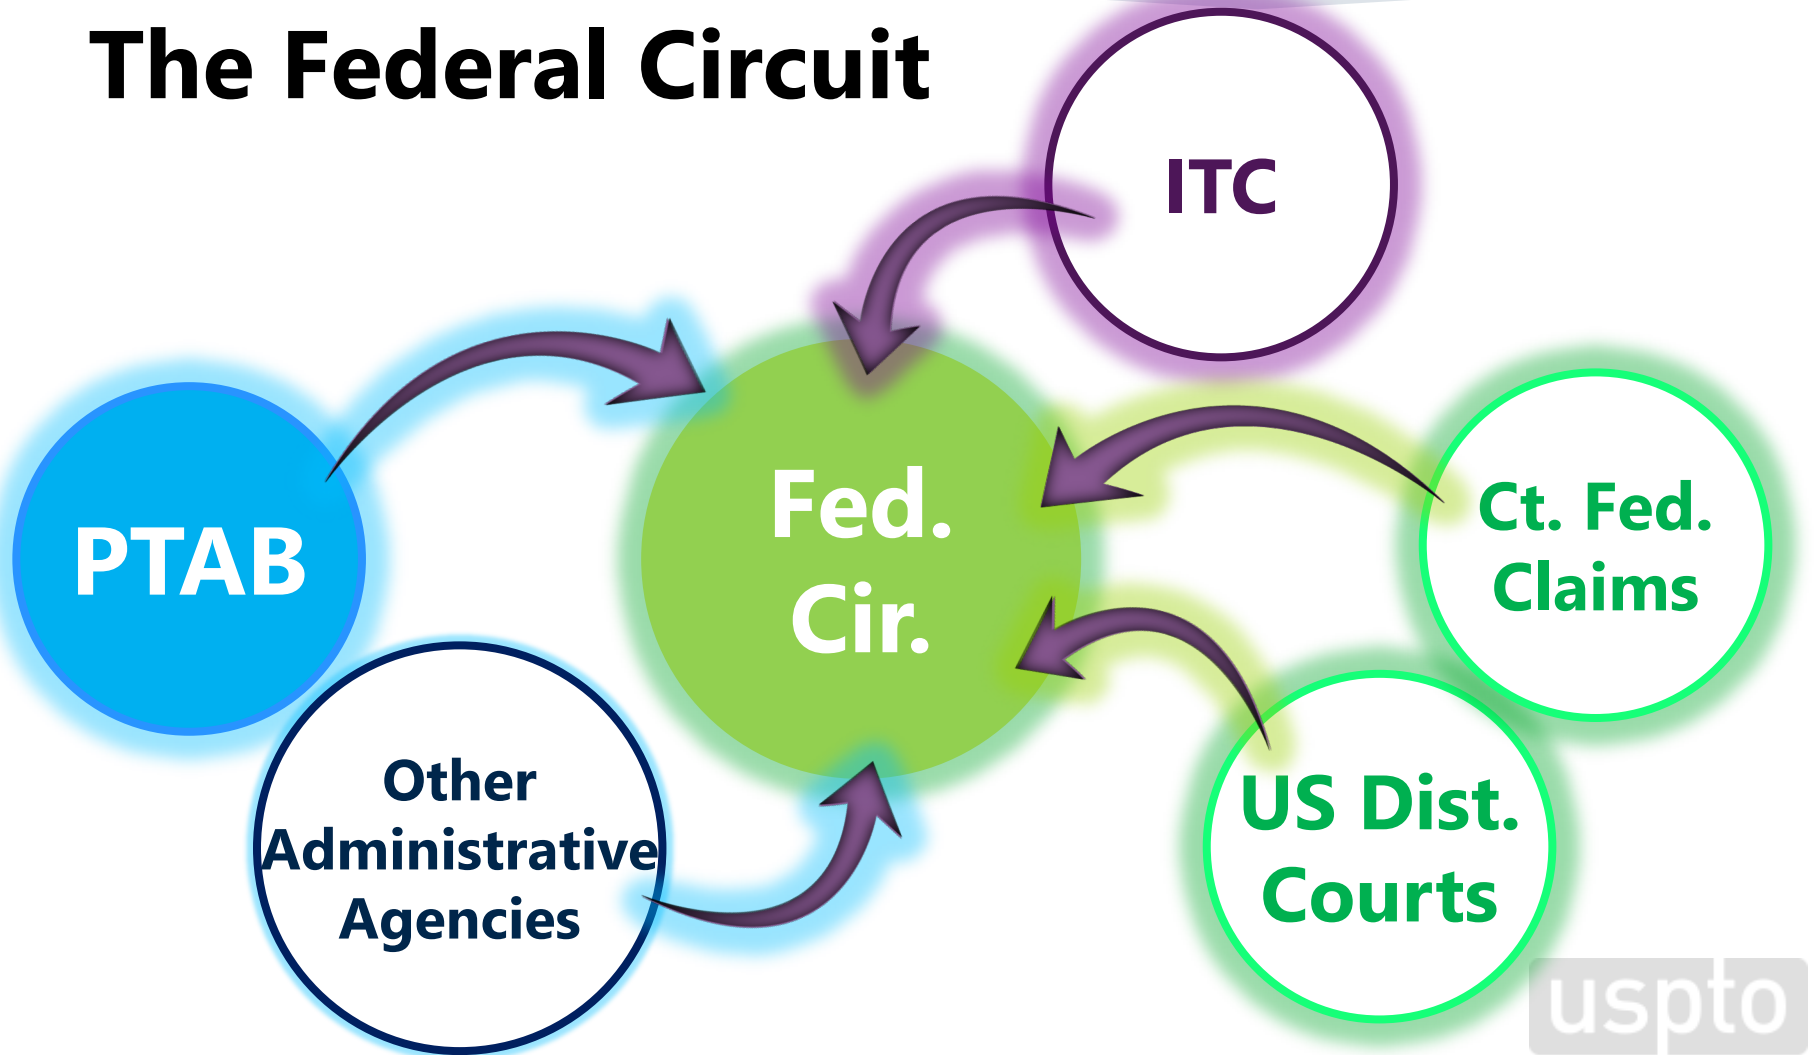 The Federal Circuit
ITC
PTAB
Fed.
Cir.
Ct. Fed.
Claims
Other
Administrative
Agencies
US Dist.
Courts
uspto